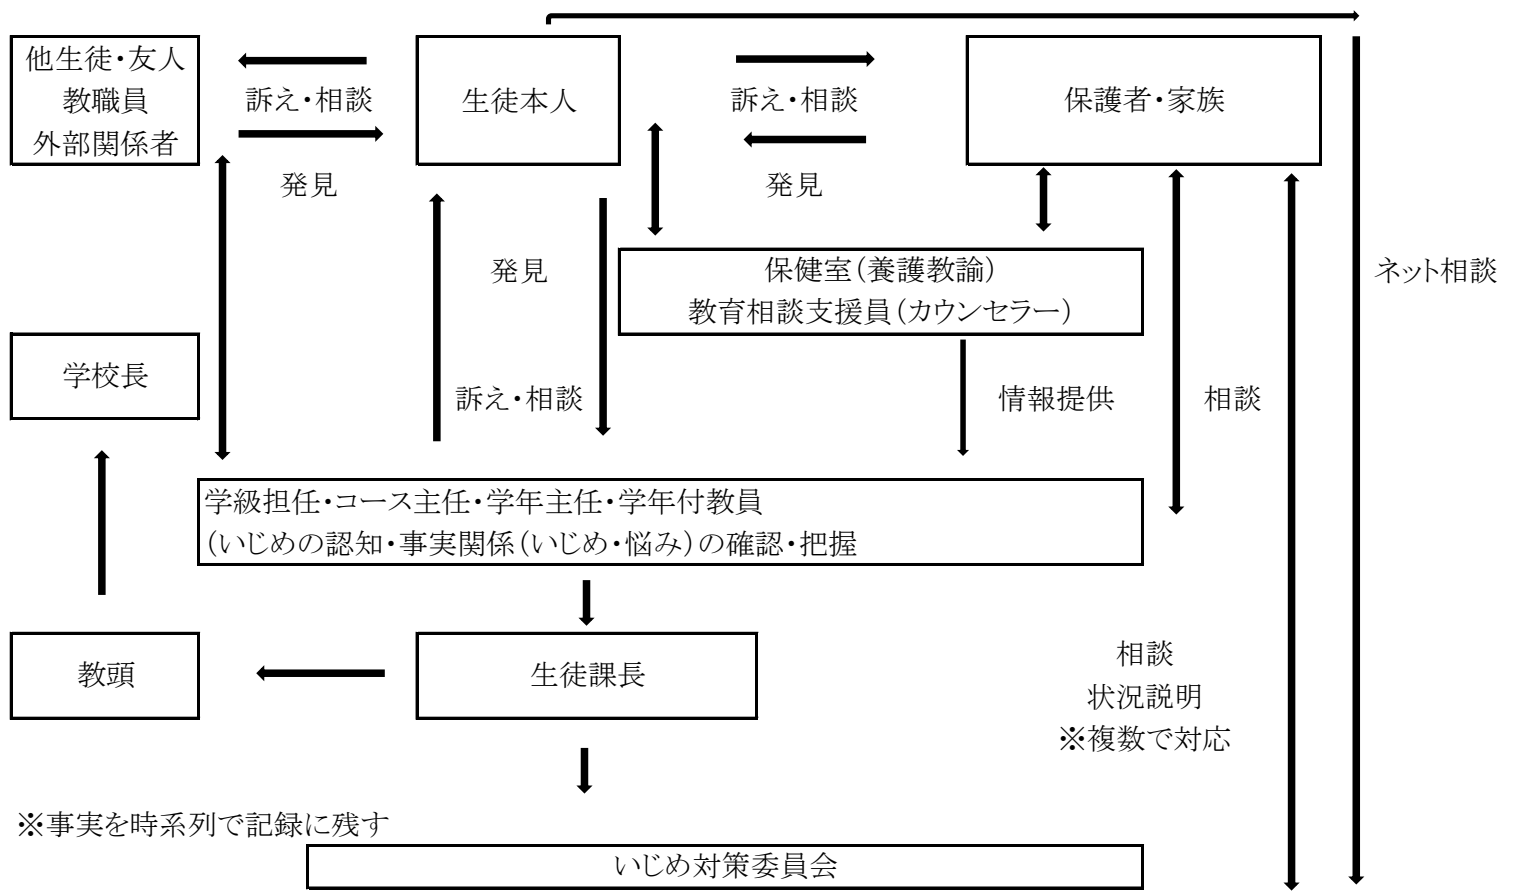 他生徒・友人
教職員
外部関係者
訴え・相談
発見
生徒本人
訴え・相談
発見
保護者・家族
発見
保健室（養護教諭）
教育相談支援員（カウンセラー）
ネット相談
学校長
訴え・相談
情報提供
相談
学級担任・コース主任・学年主任・学年付教員
（いじめの認知・事実関係（いじめ・悩み）の確認・把握
教頭
生徒課長
相談
状況説明
※複数で対応
※事実を時系列で記録に残す
いじめ対策委員会